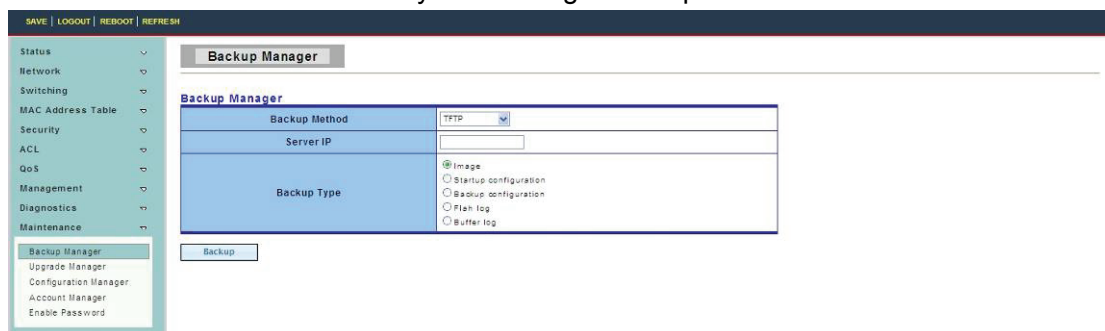 SAVE | LOGOUT | REBOOT | REFRESH
Status
Network
Switching
MAC Address Table
Security
ACL
QoS
Management
Diagnostics
Maintenance
Backup Manager
Upgrade Manager
Configuration Manager
Account Manager
Enable Password
Backup Manager
Backup Manager
Backup Method
TFTP
Server IP
Backup Type
Image
Startup configuration
Backup configuration
Flah log
Buffer log
Backup